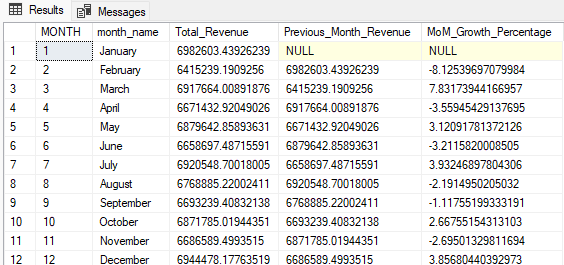 Results Messages
MONTH month_name Total_Revenue Previous_Month_Revenue MoM_Growth_Percentage
1 1 January 6982603.43926239 NULL NULL
2 2 February 6415239.1909256 6982603.43926239 -8.12539697079984
3 3 March 6917664.00891876 6415239.1909256 7.83173944166957
4 4 April 6671432.92049026 6917664.00891876 -3.55945429137695
5 5 May 6879642.85893631 6671432.92049026 3.12091781372126
6 6 June 6658697.48715591 6879642.85893631 -3.2115820008505
7 7 July 6920548.70018005 6658697.48715591 3.93246897804306
8 8 August 6768885.22002411 6920548.70018005 -2.1914950205032
9 9 September 6693239.40832138 6768885.22002411 -1.11755199333191
10 10 October 6871785.01944351 6693239.40832138 2.66755154313103
11 11 November 6686589.4993515 6871785.01944351 -2.69501329811694
12 12 December 6944478.17763519 6686589.4993515 3.85680440392973